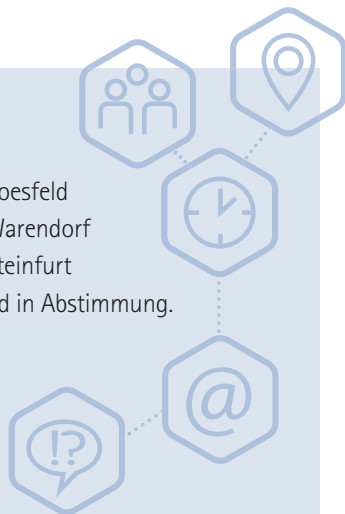 oesfeld
Warendorf
teinfurt
d in Abstimmung.
@
!?